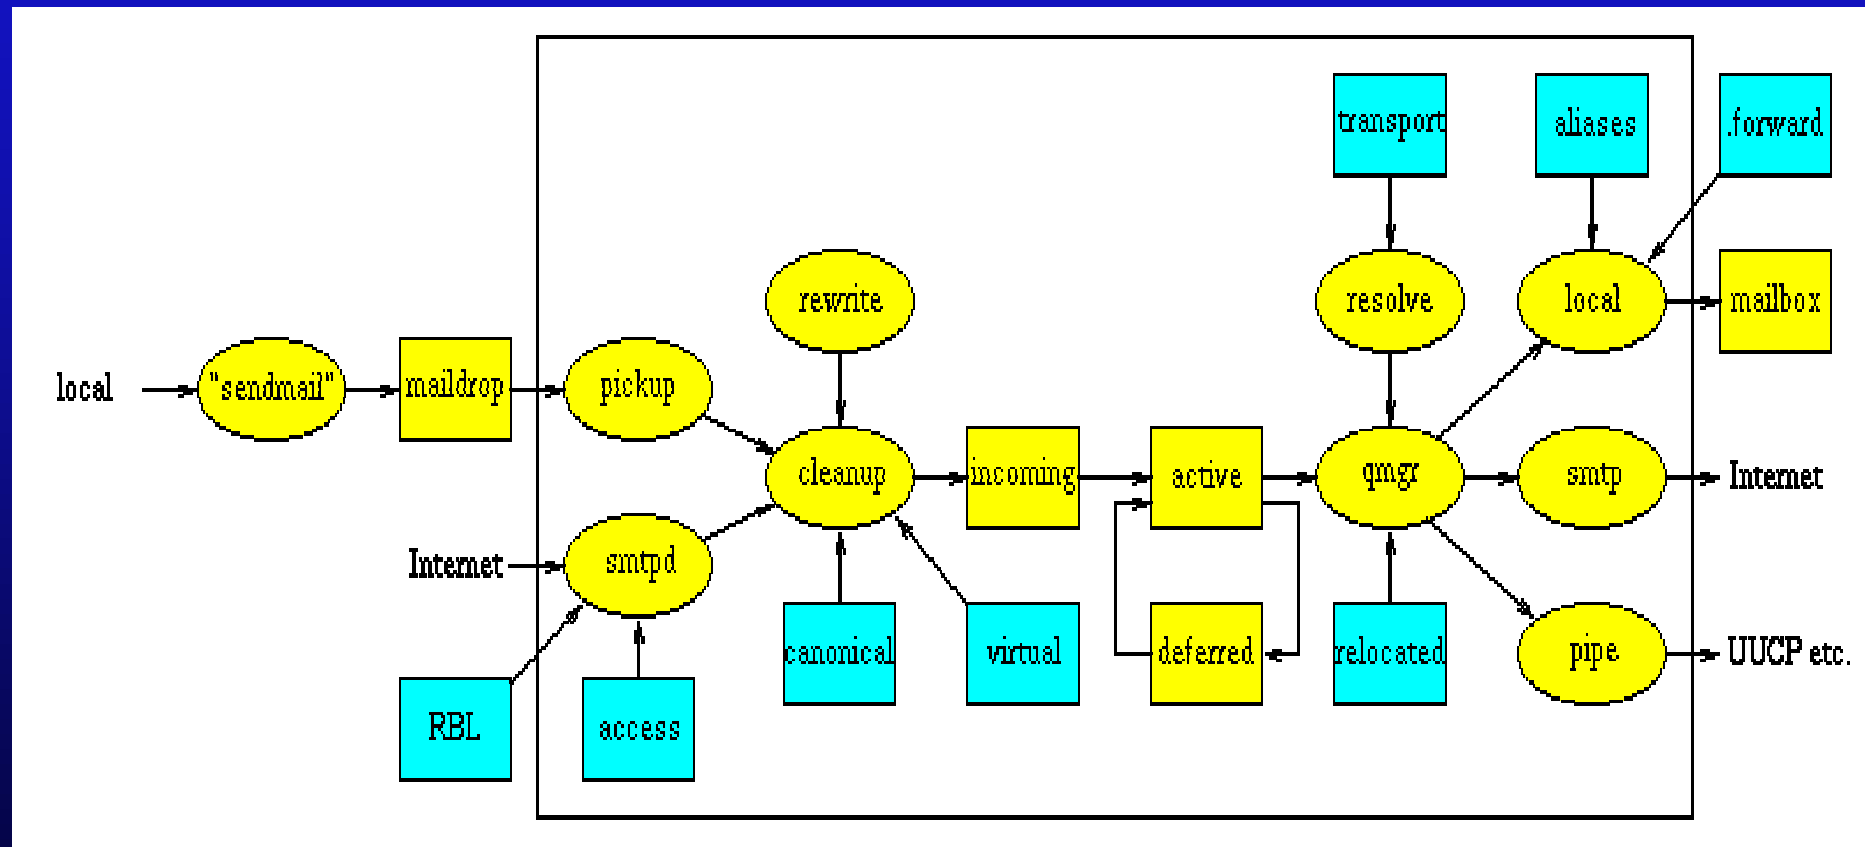 transport
aliases
.forward
rewrite
resolve
local
mailbox
local
"sendmail"
maildrop
pickup
cleanup
incoming
active
qmgr
smtp
Internet
Internet
smtpd
canonical
virtual
deferred
relocated
pipe
UUCP etc.
RBL
access